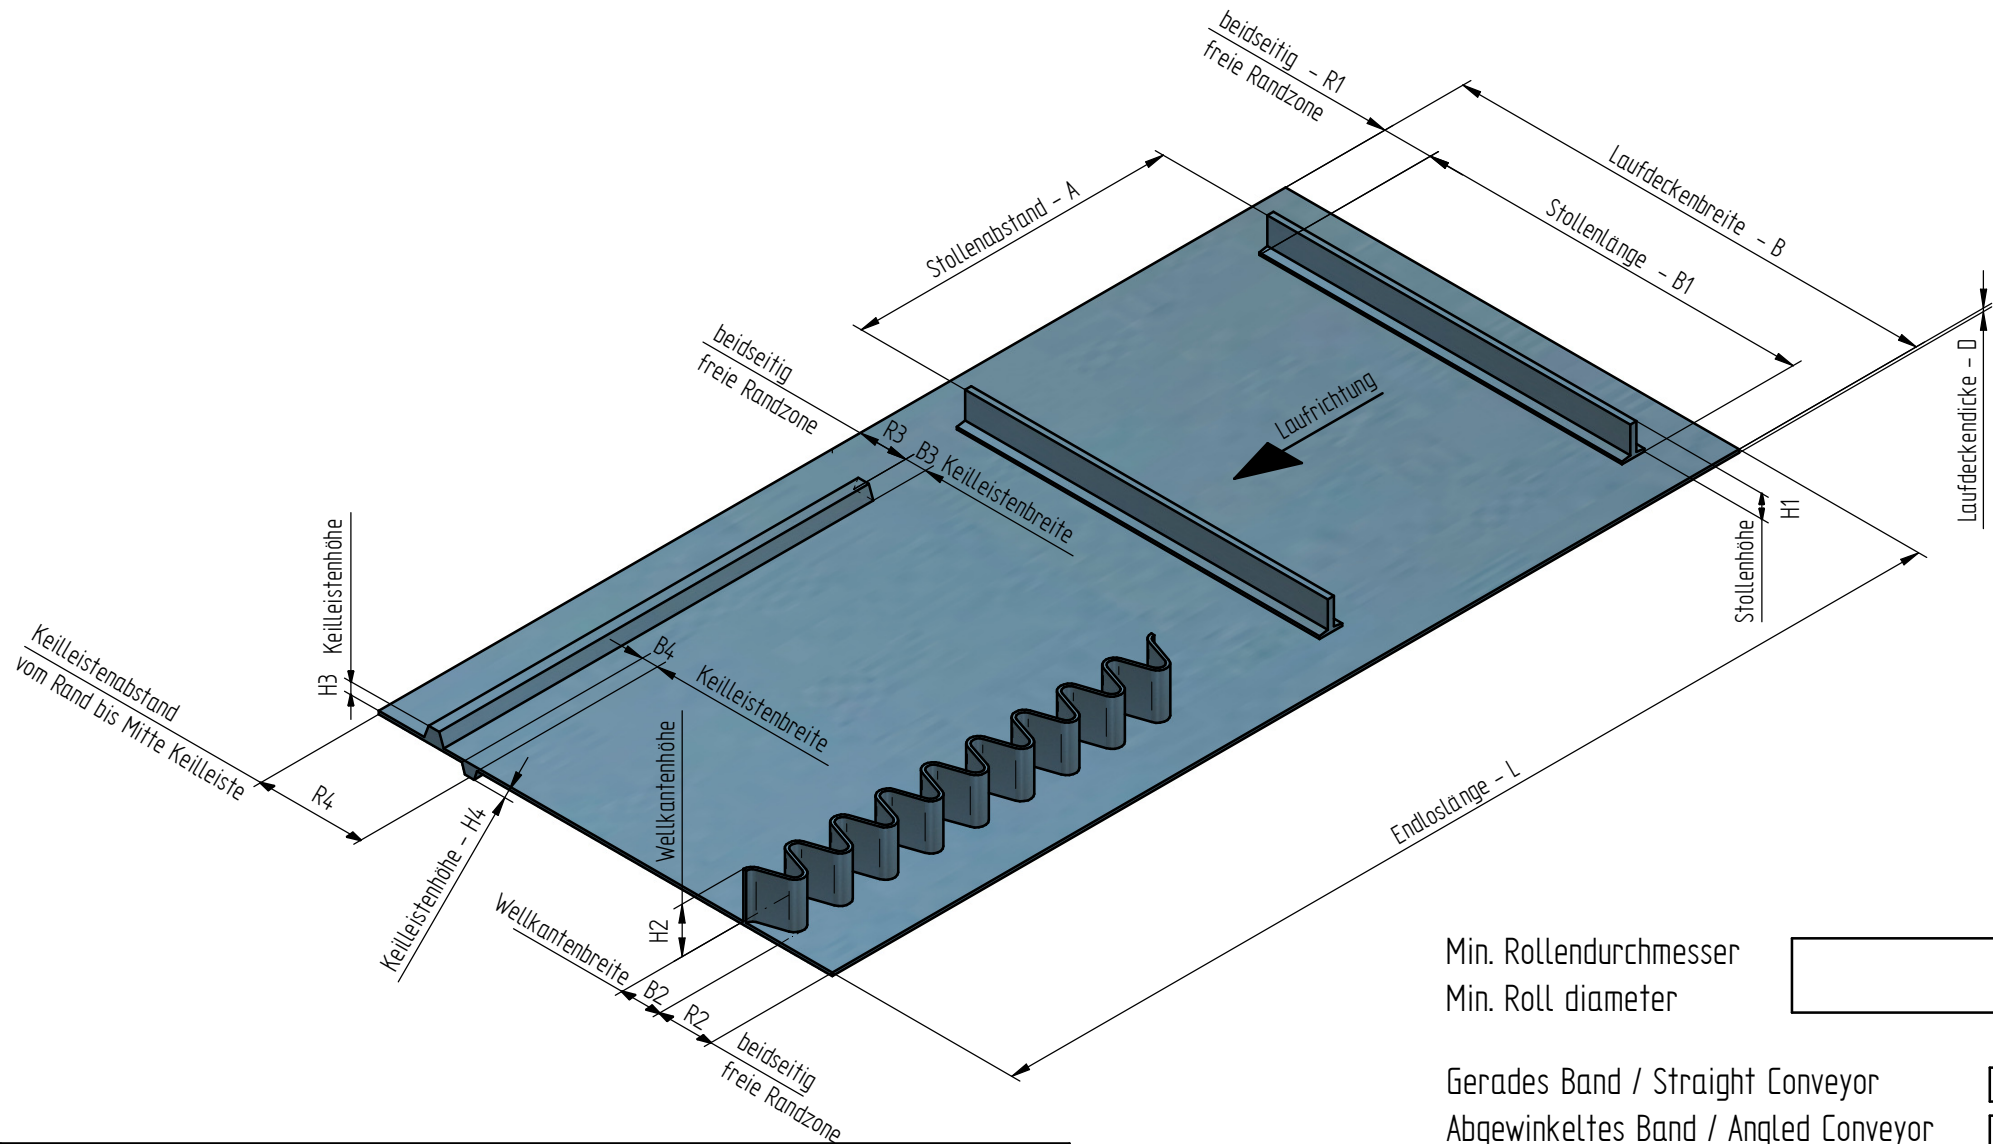 beidseitig - R1
freie Randzone
Laufdeckenbreite - B
Stollenabstand - A
Stollenlänge - B1
Laufdeckendicke - D
beidseitig
freie Randzone
R3
B3 Keilleistenbreite
Laufrichtung
H1
Stollenhöhe
Keilleistenhöhe
H3
Keilleistenabstand
vom Rand bis Mitte Keilleiste
R4
B4
Keilleistenbreite
Keilleistenhöhe - H4
Wellkantenhöhe
H2
Wellkantenbreite
B2
R2
beidseitig
freie Randzone
Endloslänge - L
Min. Rollendurchmesser
Min. Roll diameter
Gerades Band / Straight Conveyor
Abgewinkeltes Band / Angled Conveyor